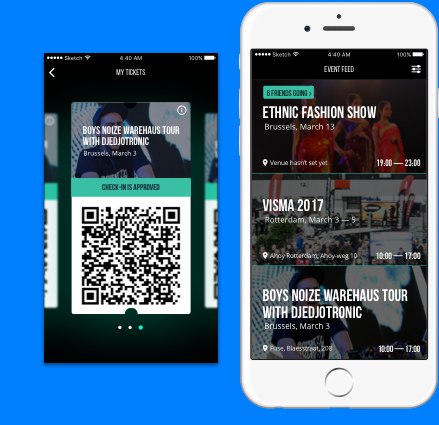 Sketch
4:40 AM
100%
MY TICKETS
BOYS NOIZE WAREHAUS TOUR
WITH DJEDJOTRONIC
Brussels, March 3
CHECK-IN IS APPROVED
Sketch
4:40 AM
100%
EVENT FEED
6 FRIENDS GOING >
ETHNIC FASHION SHOW
Brussels, March 13
Venue hasn't set yet
19:00 — 23:00
VISMA 2017
Rotterdam, March 3 — 5
Ahoy Rotterdam, Ahoy-weg 10
10:00 — 17:00
BOYS NOIZE WAREHAUS TOUR
WITH DJEDJOTRONIC
Brussels, March 3
Fuse, Blaesstraat, 208
10:00 — 17:00